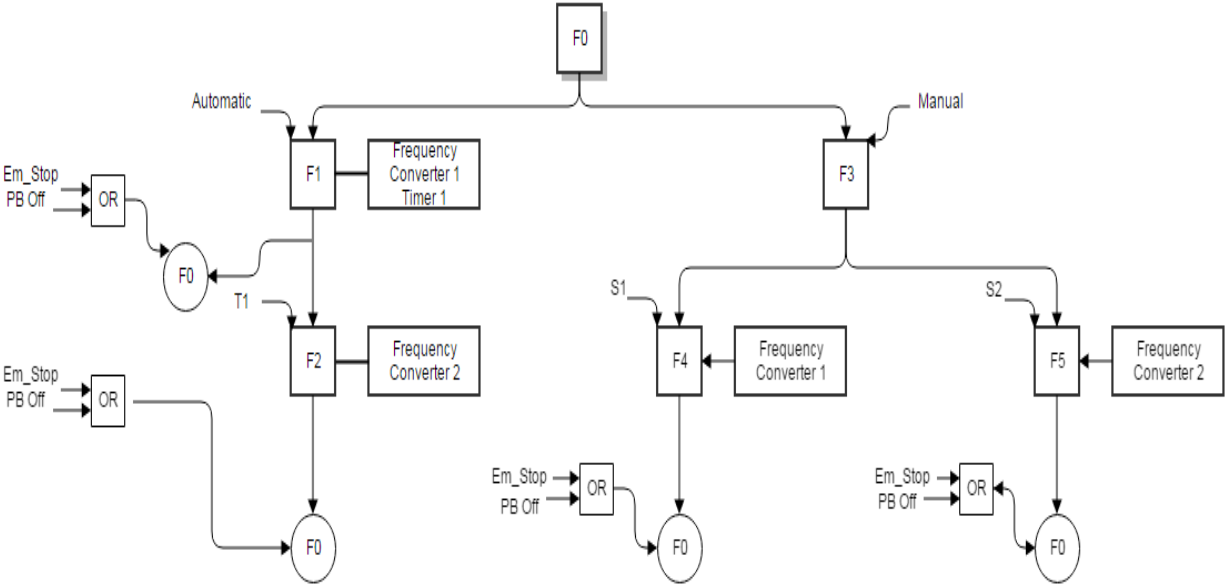 F0
Automatic
Manual
F1
Frequency
Converter 1
Timer 1
F3
Em_Stop
PB Off
OR
F0
T1
S1
S2
F2
Frequency
Converter 2
F4
Frequency
Converter 1
F5
Frequency
Converter 2
Em_Stop
PB Off
OR
Em_Stop
PB Off
OR
Em_Stop
PB Off
OR
F0
F0
F0